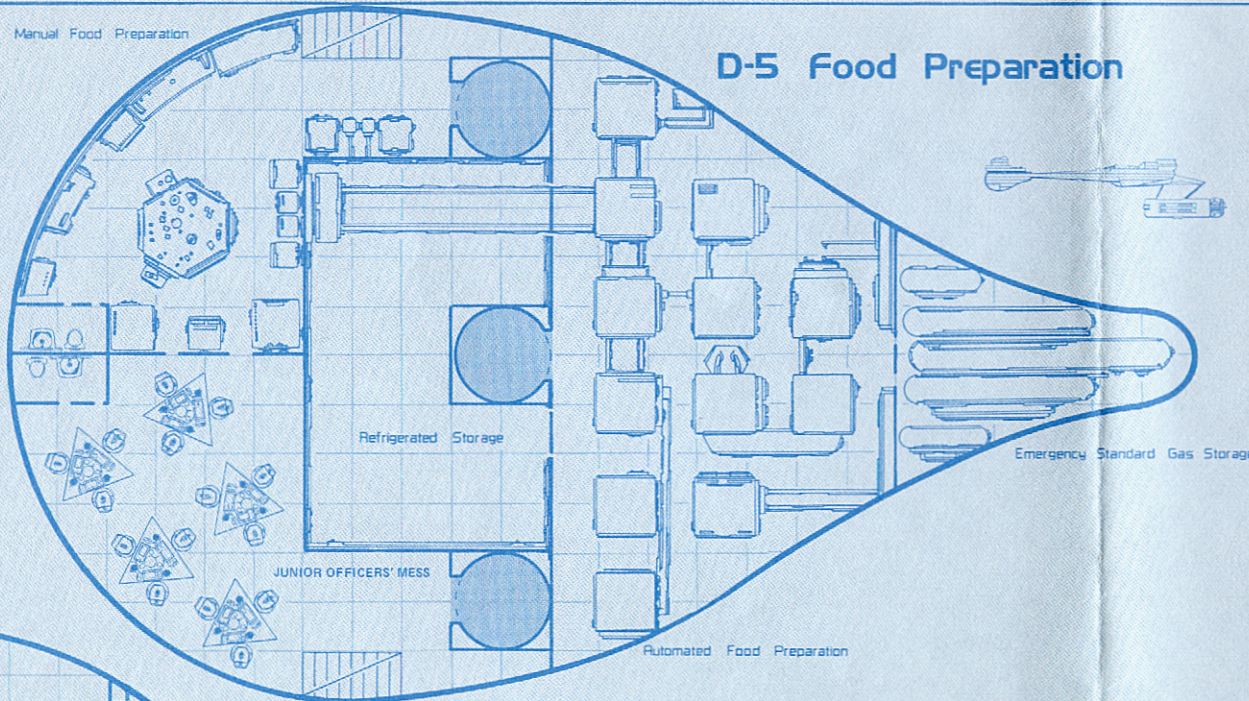 Manual Food Preparation
D-5 Food Preparation
Refrigerated Storage
Emergency Standard Gas Storage
JUNIOR OFFICERS' MESS
Automated Food Preparation